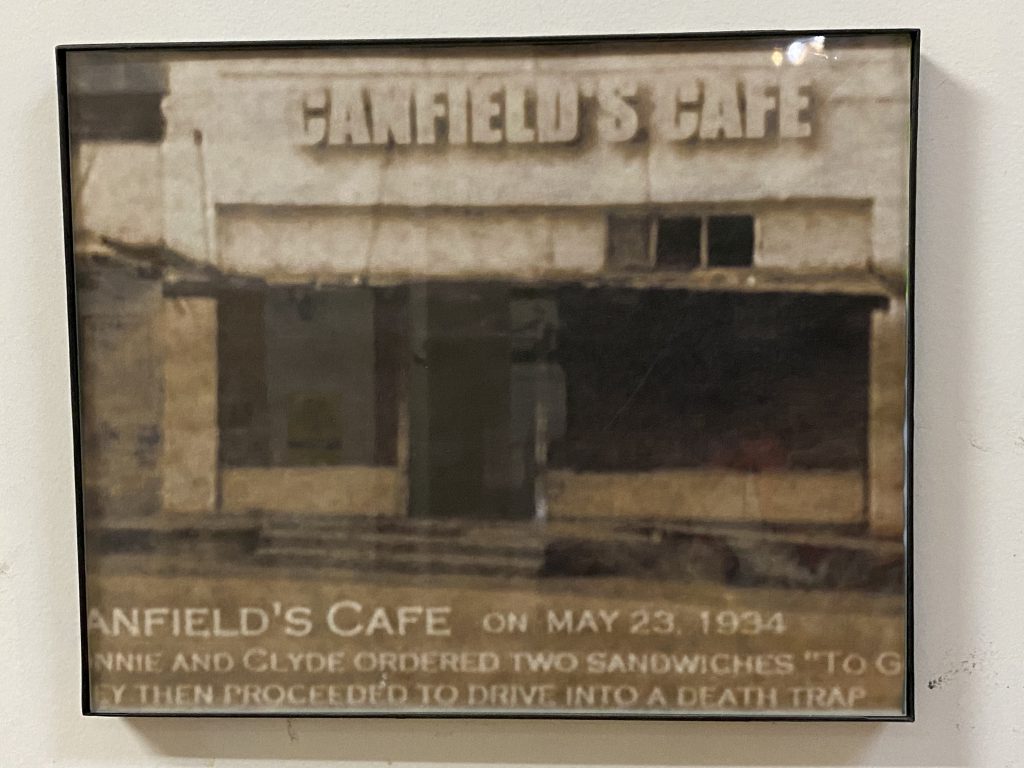 CANFIELD'S CAFE
ANFIELD'S CAFE ON MAY 23, 1934
NNIE AND CLYDE ORDERED TWO SANDWICHES "TO G
EY THEN PROCEEDED TO DRIVE INTO A DEATH TRAP